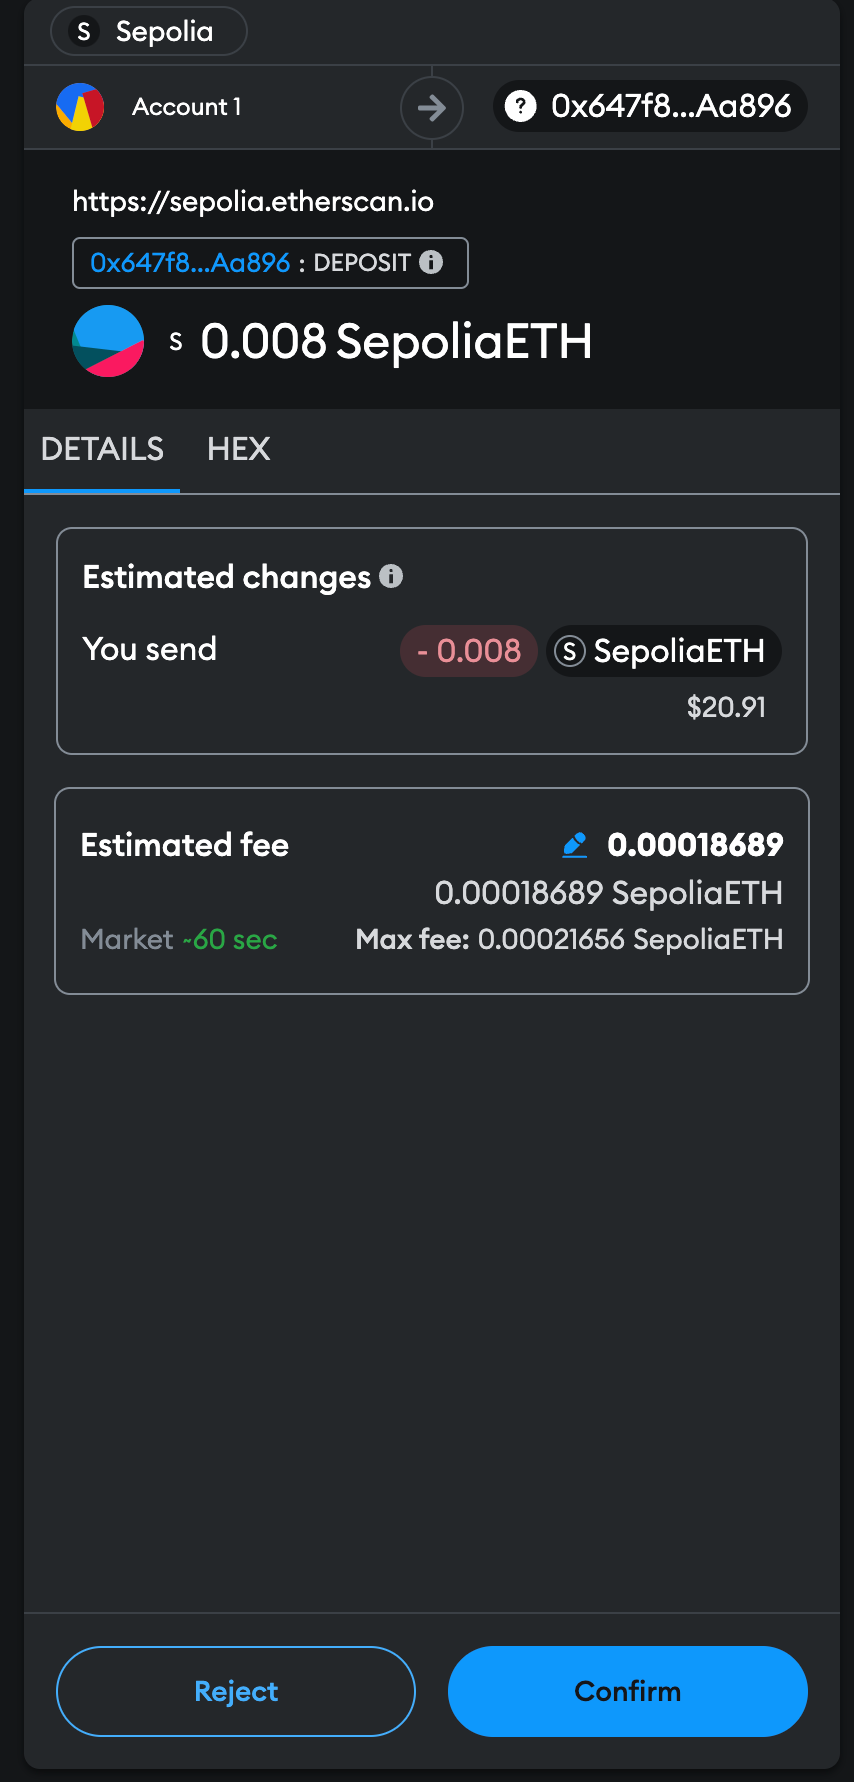 S Sepolia
Account 1
? 0x647f8...Aa896
https://sepolia.etherscan.io
0x647f8...Aa896 : DEPOSIT
S 0.008 SepoliaETH
DETAILS HEX
Estimated changes
You send - 0.008 S SepoliaETH
$20.91
Estimated fee 0.00018689
0.00018689 SepoliaETH
Market ~60 sec Max fee: 0.00021656 SepoliaETH
Reject Confirm